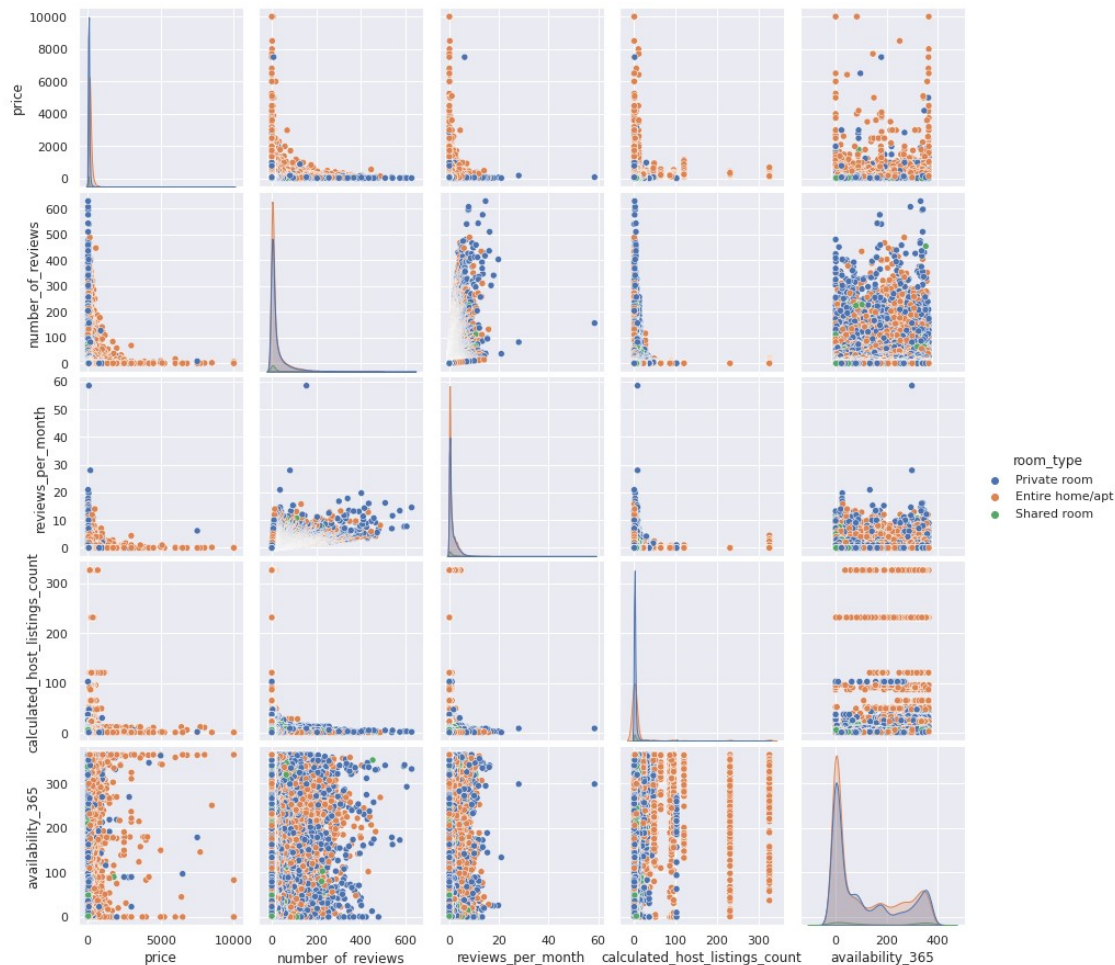 10000
8000
6000
4000
2000
0
price
600
500
400
300
200
100
0
number_of_reviews
60
50
40
30
20
10
0
reviews_per_month
300
200
100
0
calculated_host_listings_count
300
200
100
0
availability_365
0 5000 10000
price
0 200 400 600
number_of_reviews
0 20 40 60
reviews_per_month
0 100 200 300
calculated_host_listings_count
0 200 400
availability_365
room_type
Private room
Entire home/apt
Shared room